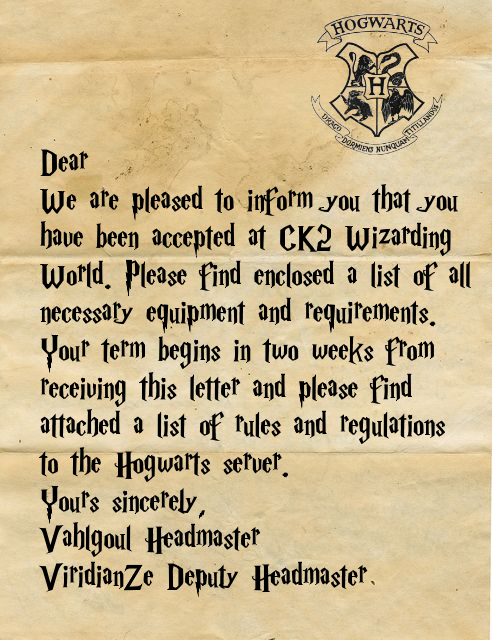 HOGWARTS
H
DRACO DORMIENS NUNQUAM TITILLANDUS
Dear
We are pleased to inform you that you
have been accepted at CK2 Wizarding
World. Please find enclosed a list of all
necessary equipment and requirements.
Your term begins in two weeks from
receiving this letter and please find
attached a list of rules and regulations
to the Hogwarts server.
Yours sincerely,
Vahlgoul Headmaster
ViridianZe Deputy Headmaster.